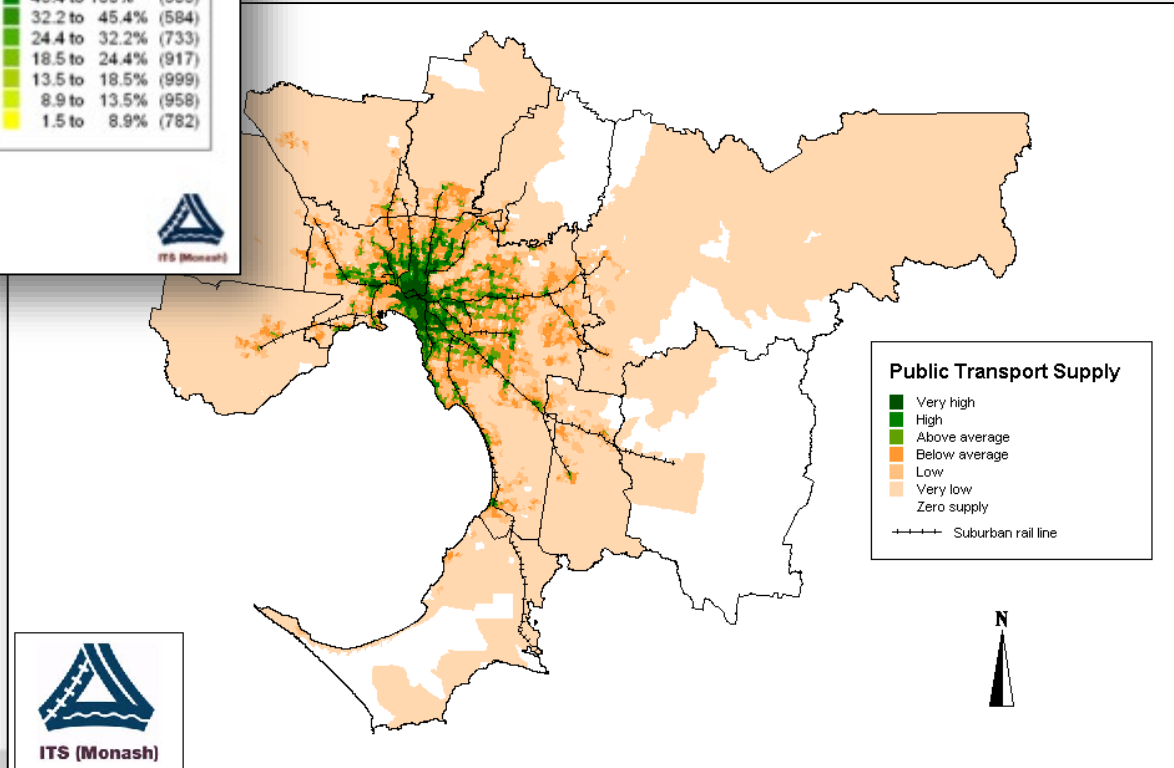 32.2 to 45.4% (584)
24.4 to 32.2% (733)
18.5 to 24.4% (917)
13.5 to 18.5% (999)
8.9 to 13.5% (958)
1.5 to 8.9% (782)
ITS (Monash)
Public Transport Supply
Very high
High
Above average
Below average
Low
Very low
Zero supply
Suburban rail line
N
ITS (Monash)